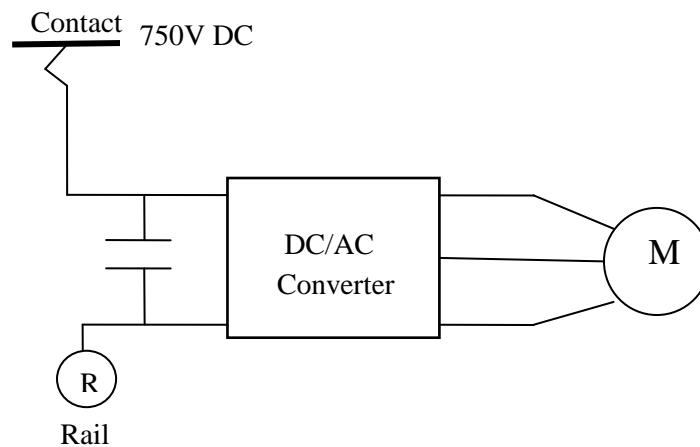 Contact
750V DC
DC/AC
Converter
M
R
Rail